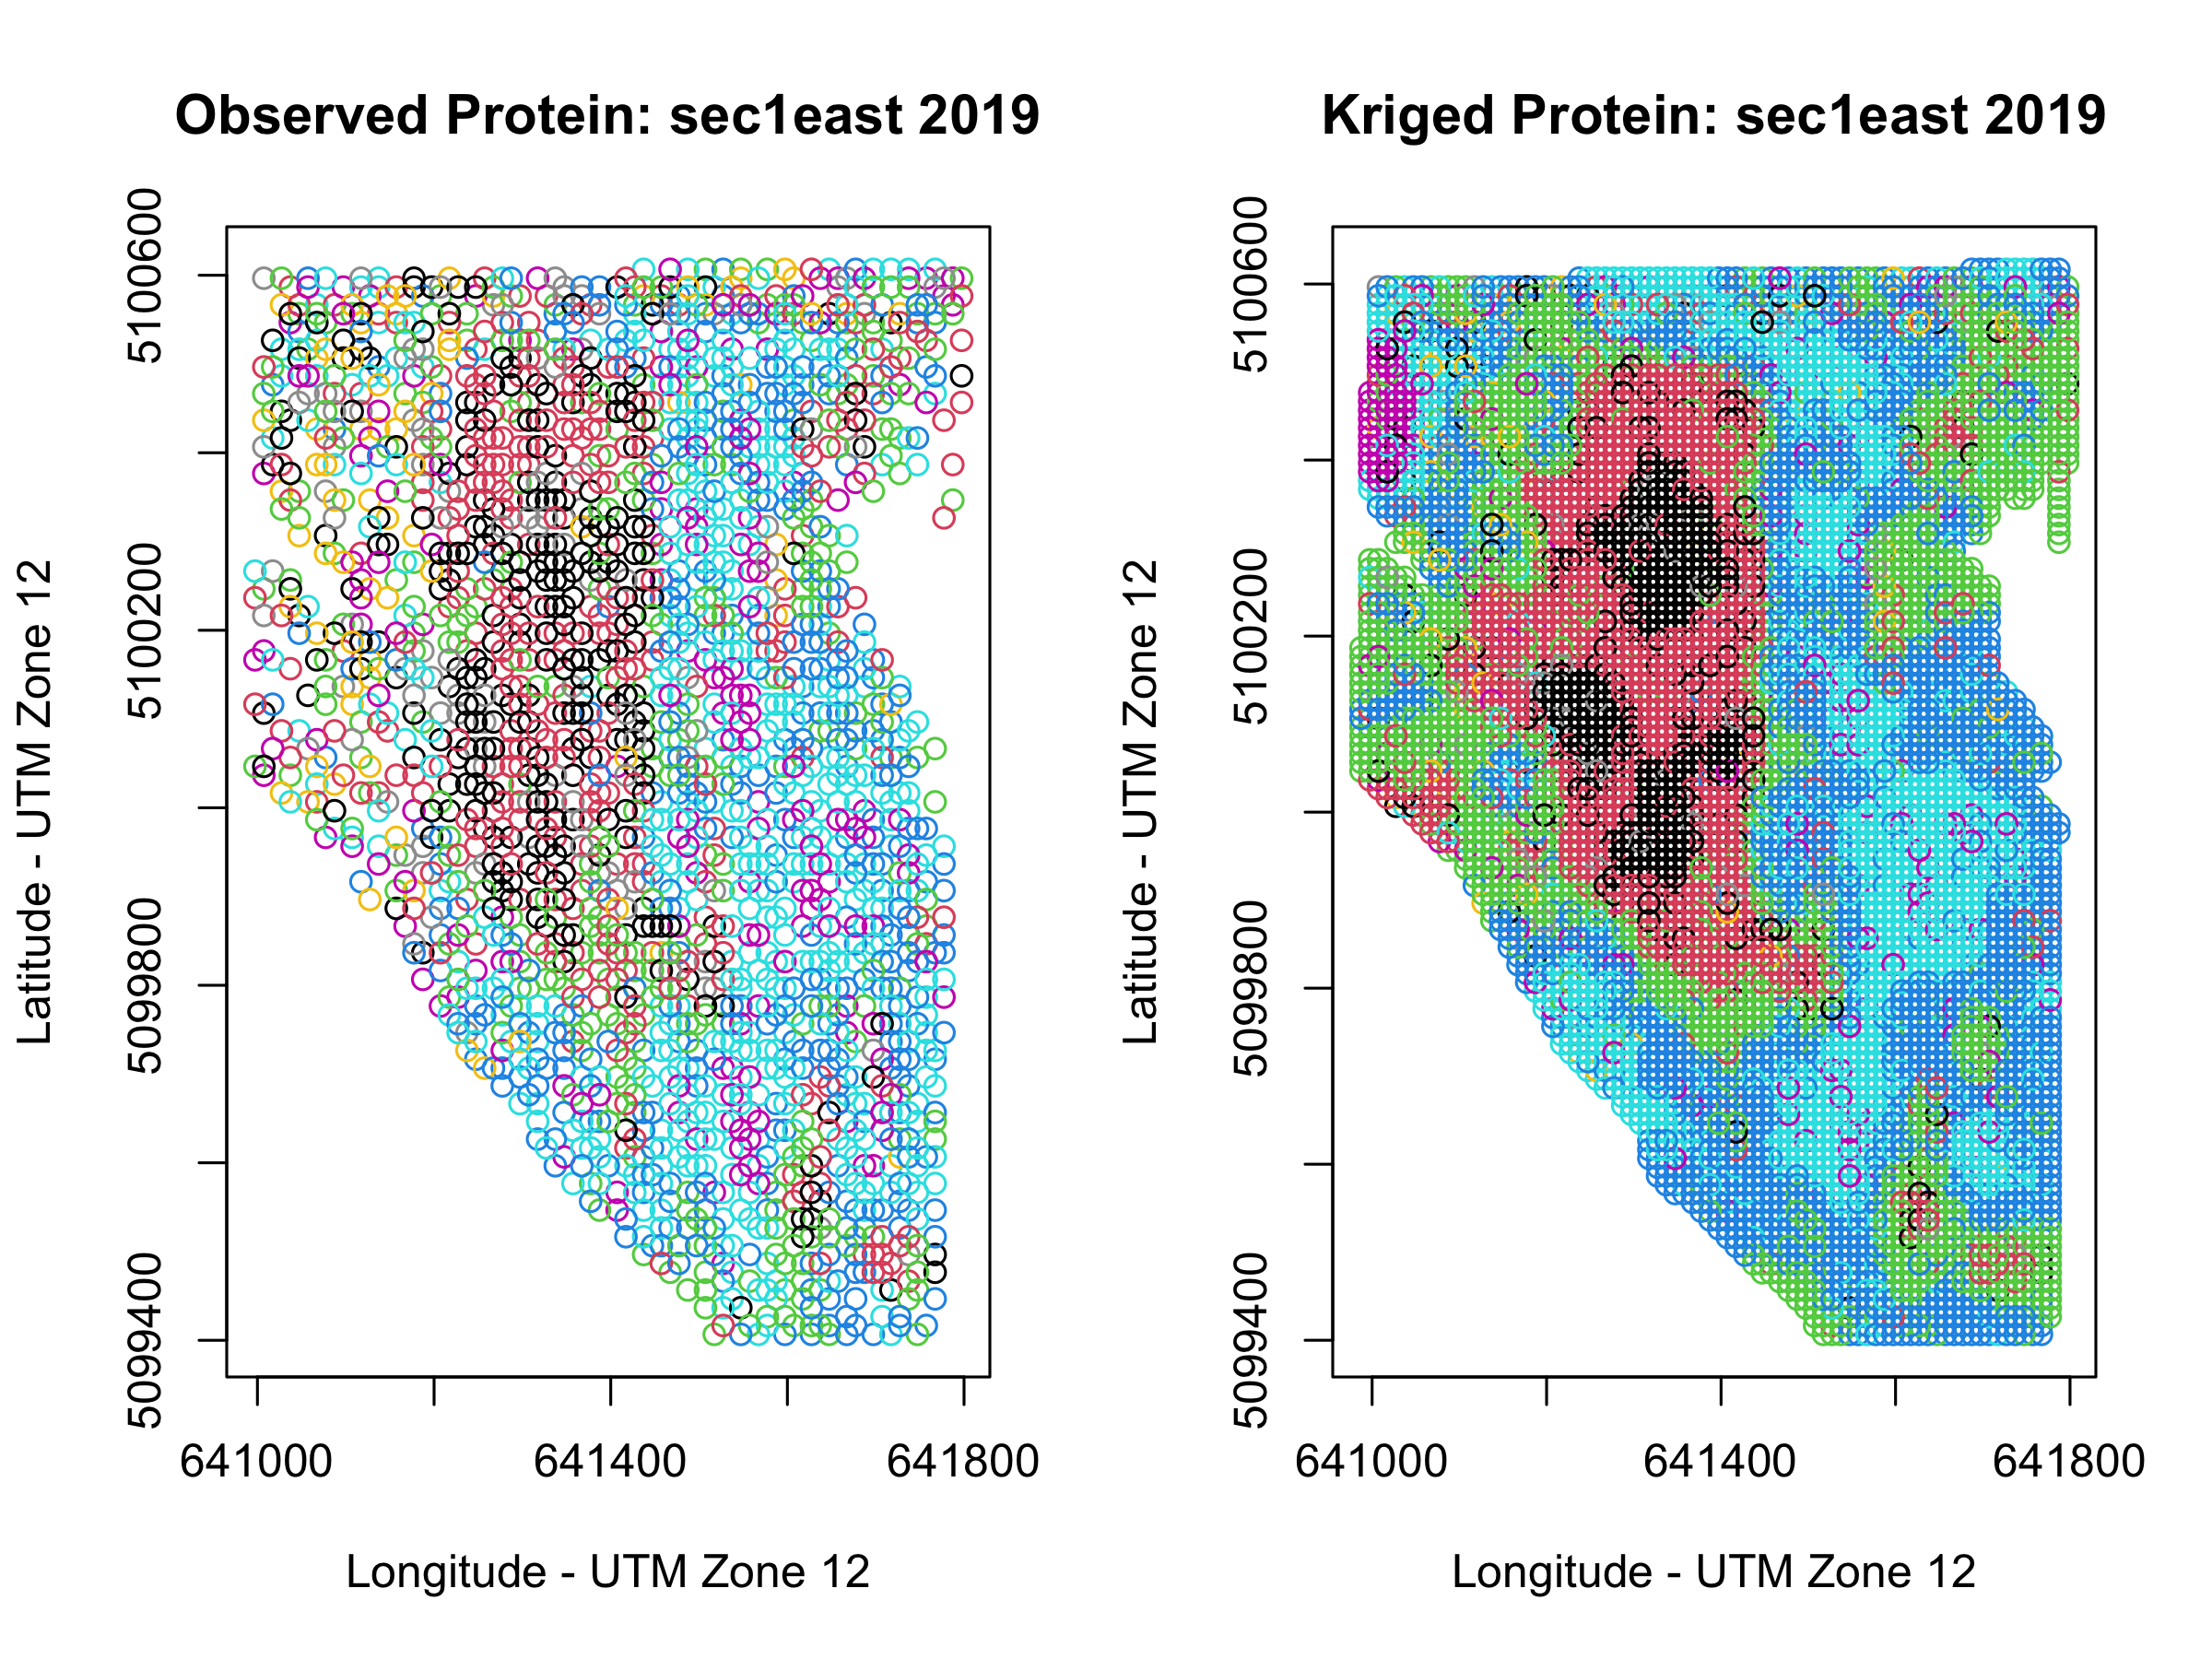 Observed Protein: sec1east 2019
Latitude - UTM Zone 12
5100600
5100200
5099800
5099400
641000 641400 641800
Longitude - UTM Zone 12
Kriged Protein: sec1east 2019
Latitude - UTM Zone 12
5100600
5100200
5099800
5099400
641000 641400 641800
Longitude - UTM Zone 12